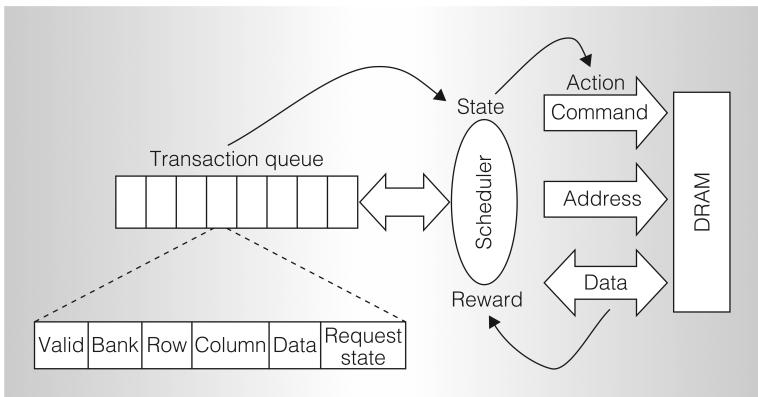 Action
State
Command
Transaction queue
Scheduler
Address
DRAM
Data
Reward
Valid
Bank
Row
Column
Data
Request
state